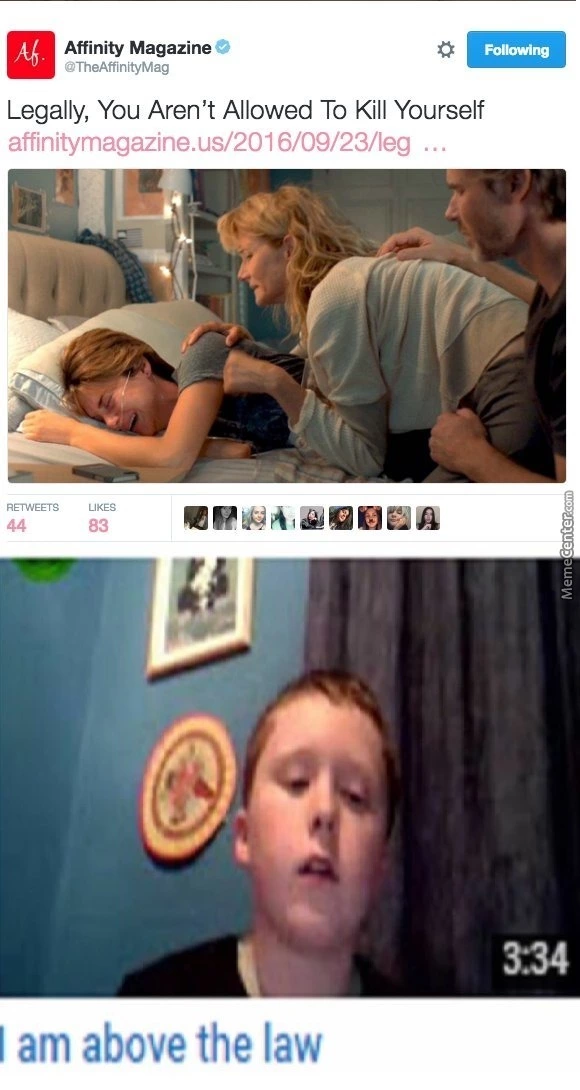 Af.
Affinity Magazine
@TheAffinityMag
Following
Legally, You Aren’t Allowed To Kill Yourself
affinitymagazine.us/2016/09/23/leg …
RETWEETS
LIKES
44
83
MemeCenter.com
3:34
I am above the law